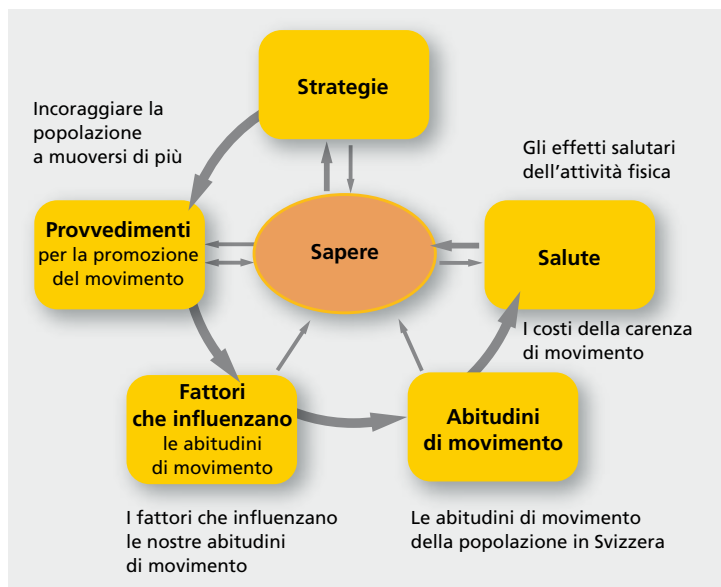 Strategie
Incoraggiare la
popolazione
a muoversi di più
Gli effetti salutari
dell'attività fisica
Provvedimenti
per la promozione
del movimento
Sapere
Salute
I costi della carenza
di movimento
Fattori
che influenzano
le abitudini
di movimento
Abitudini
di movimento
I fattori che influenzano
le nostre abitudini
di movimento
Le abitudini di movimento
della popolazione in Svizzera